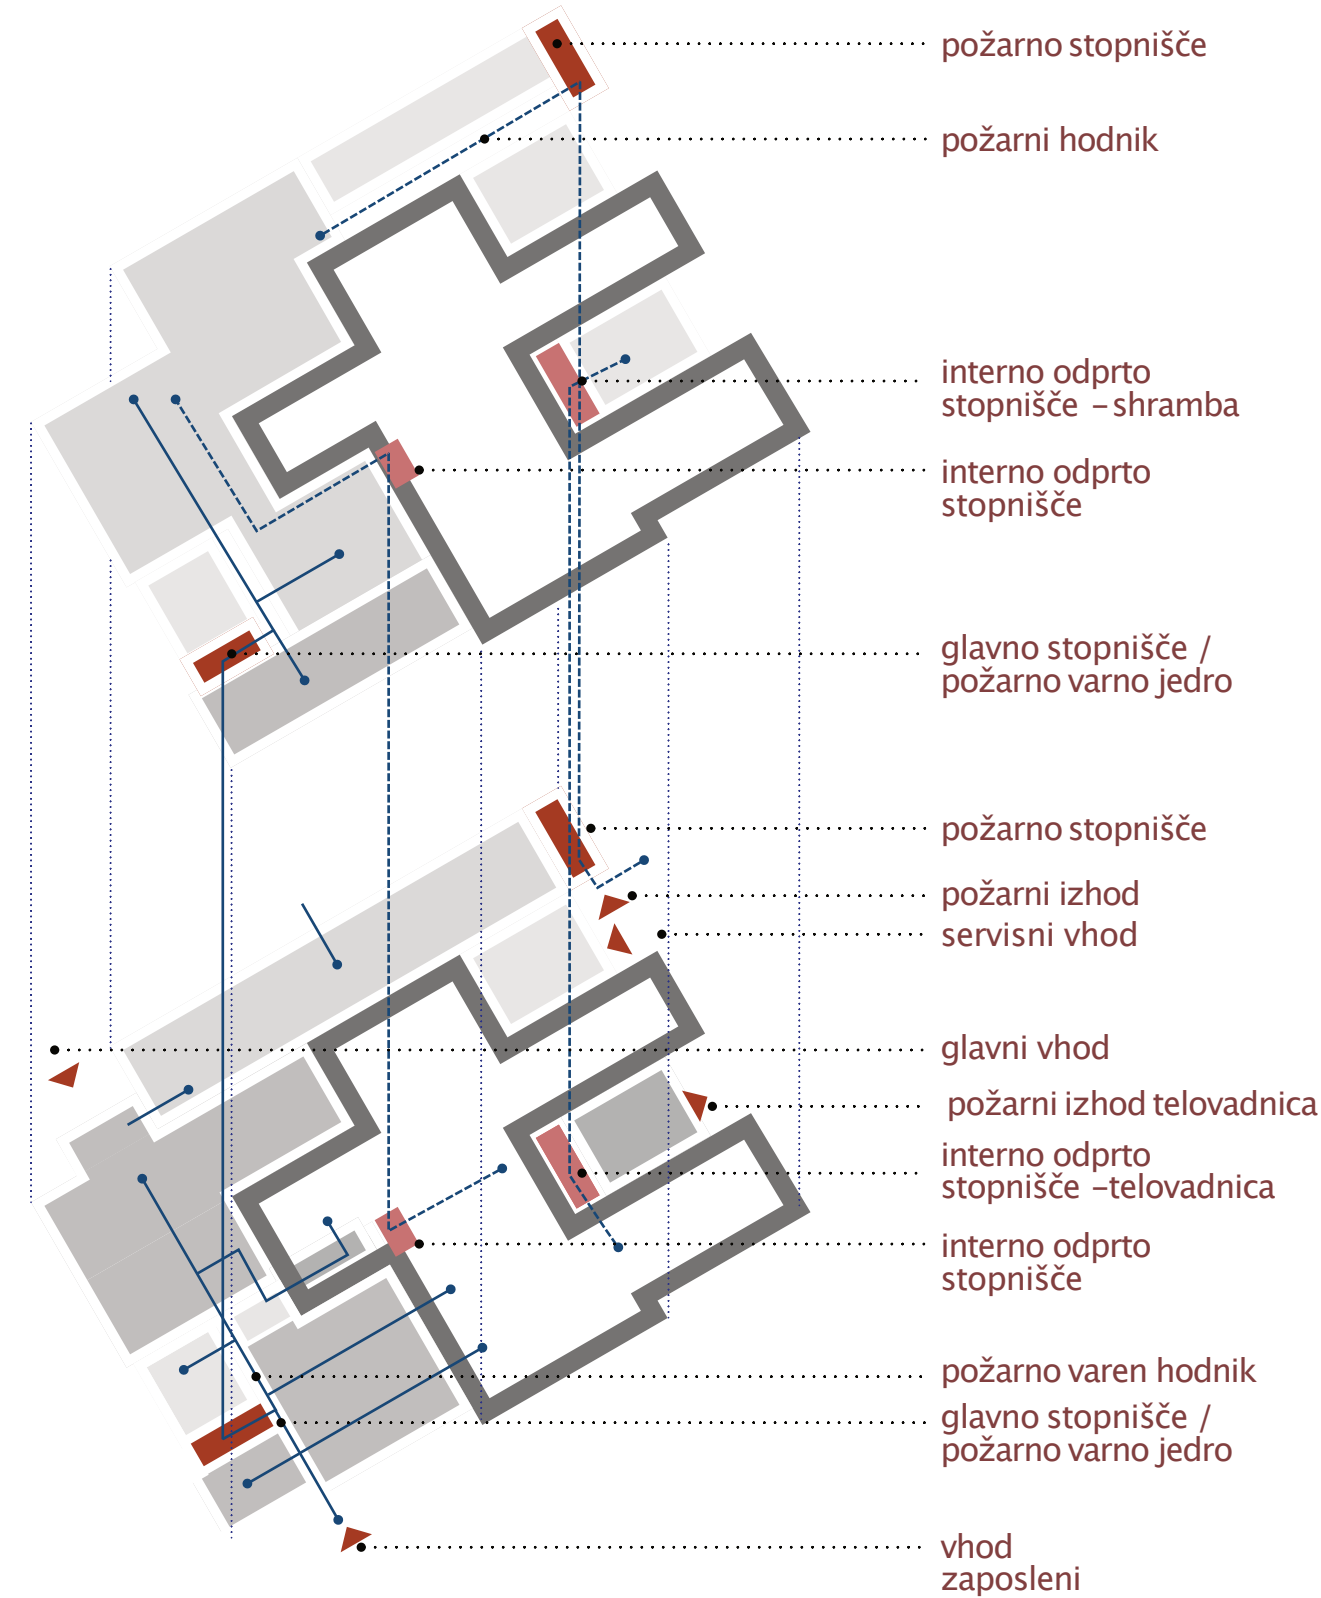 požarno stopnišče
požarni hodnik
interno odprto
stopnišče – shramba
interno odprto
stopnišče
glavno stopnišče /
požarno varno jedro
požarno stopnišče
požarni izhod
servisni vhod
glavni vhod
požarni izhod telovadnica
interno odprto
stopnišče –telovadnica
interno odprto
stopnišče
požarno varen hodnik
glavno stopnišče /
požarno varno jedro
vhod
zaposleni